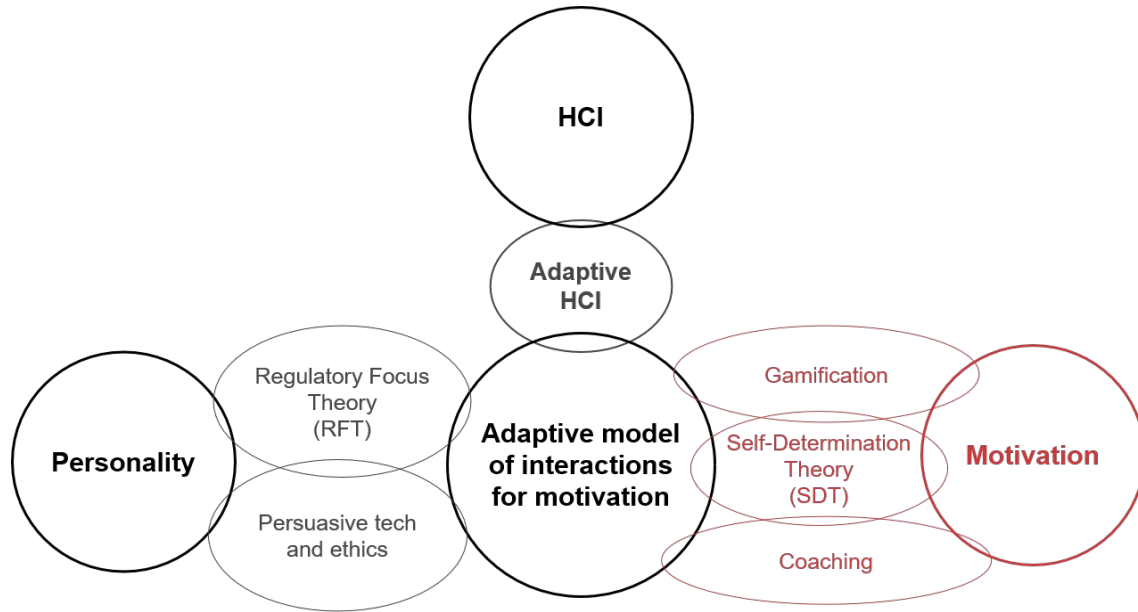 HCI
Adaptive
HCI
Regulatory Focus
Theory
(RFT)
Gamification
Personality
Adaptive model
of interactions
for motivation
Self-Determination
Theory
(SDT)
Motivation
Persuasive tech
and ethics
Coaching